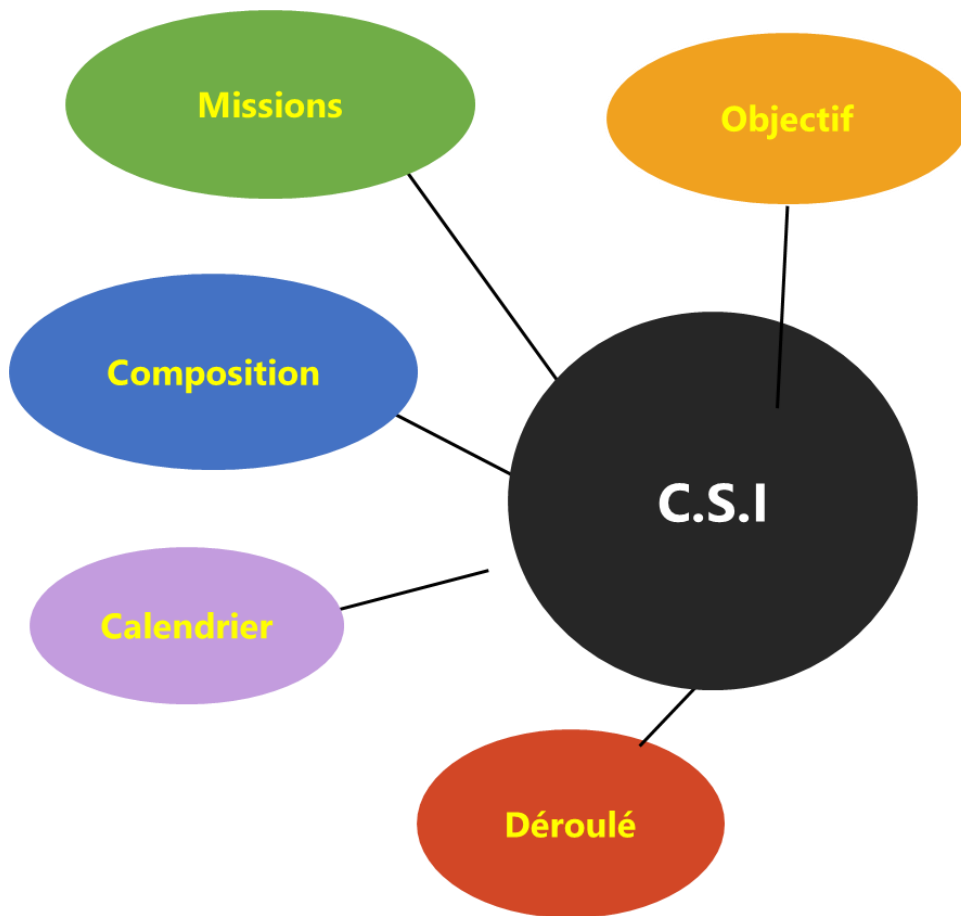 Missions
Objectif
Composition
C.S.I
Calendrier
Déroulé